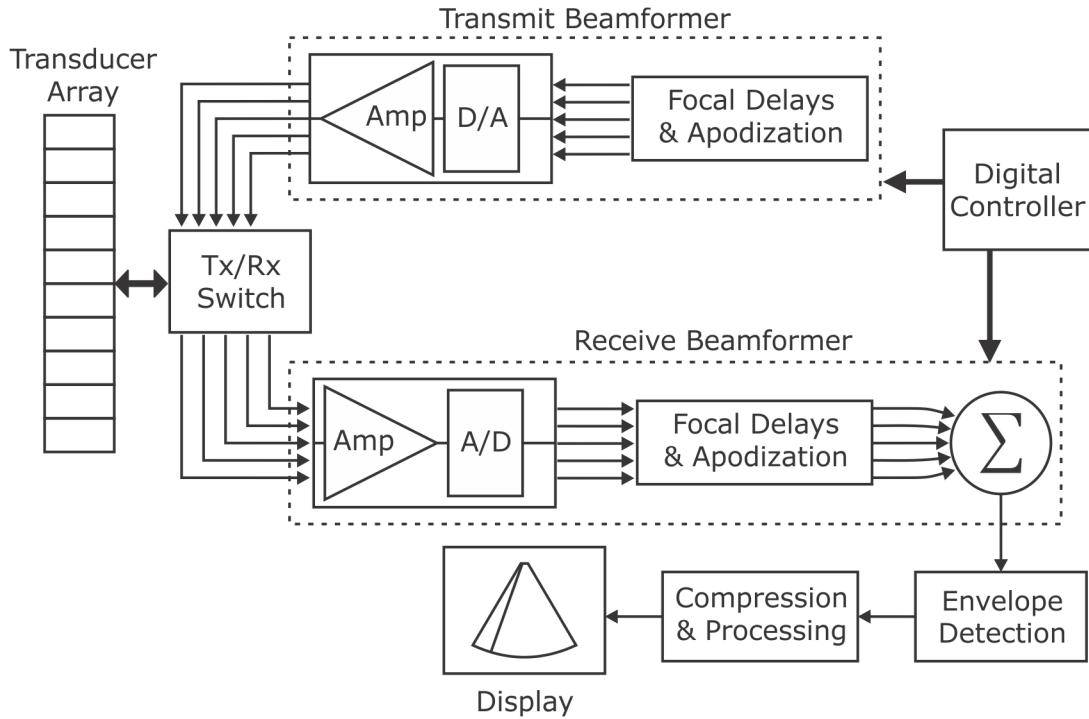 Transmit Beamformer
Transducer
Array
Amp
D/A
Focal Delays
& Apodization
Digital
Controller
Tx/Rx
Switch
Receive Beamformer
Amp
A/D
Focal Delays
& Apodization
Σ
Compression
& Processing
Envelope
Detection
Display